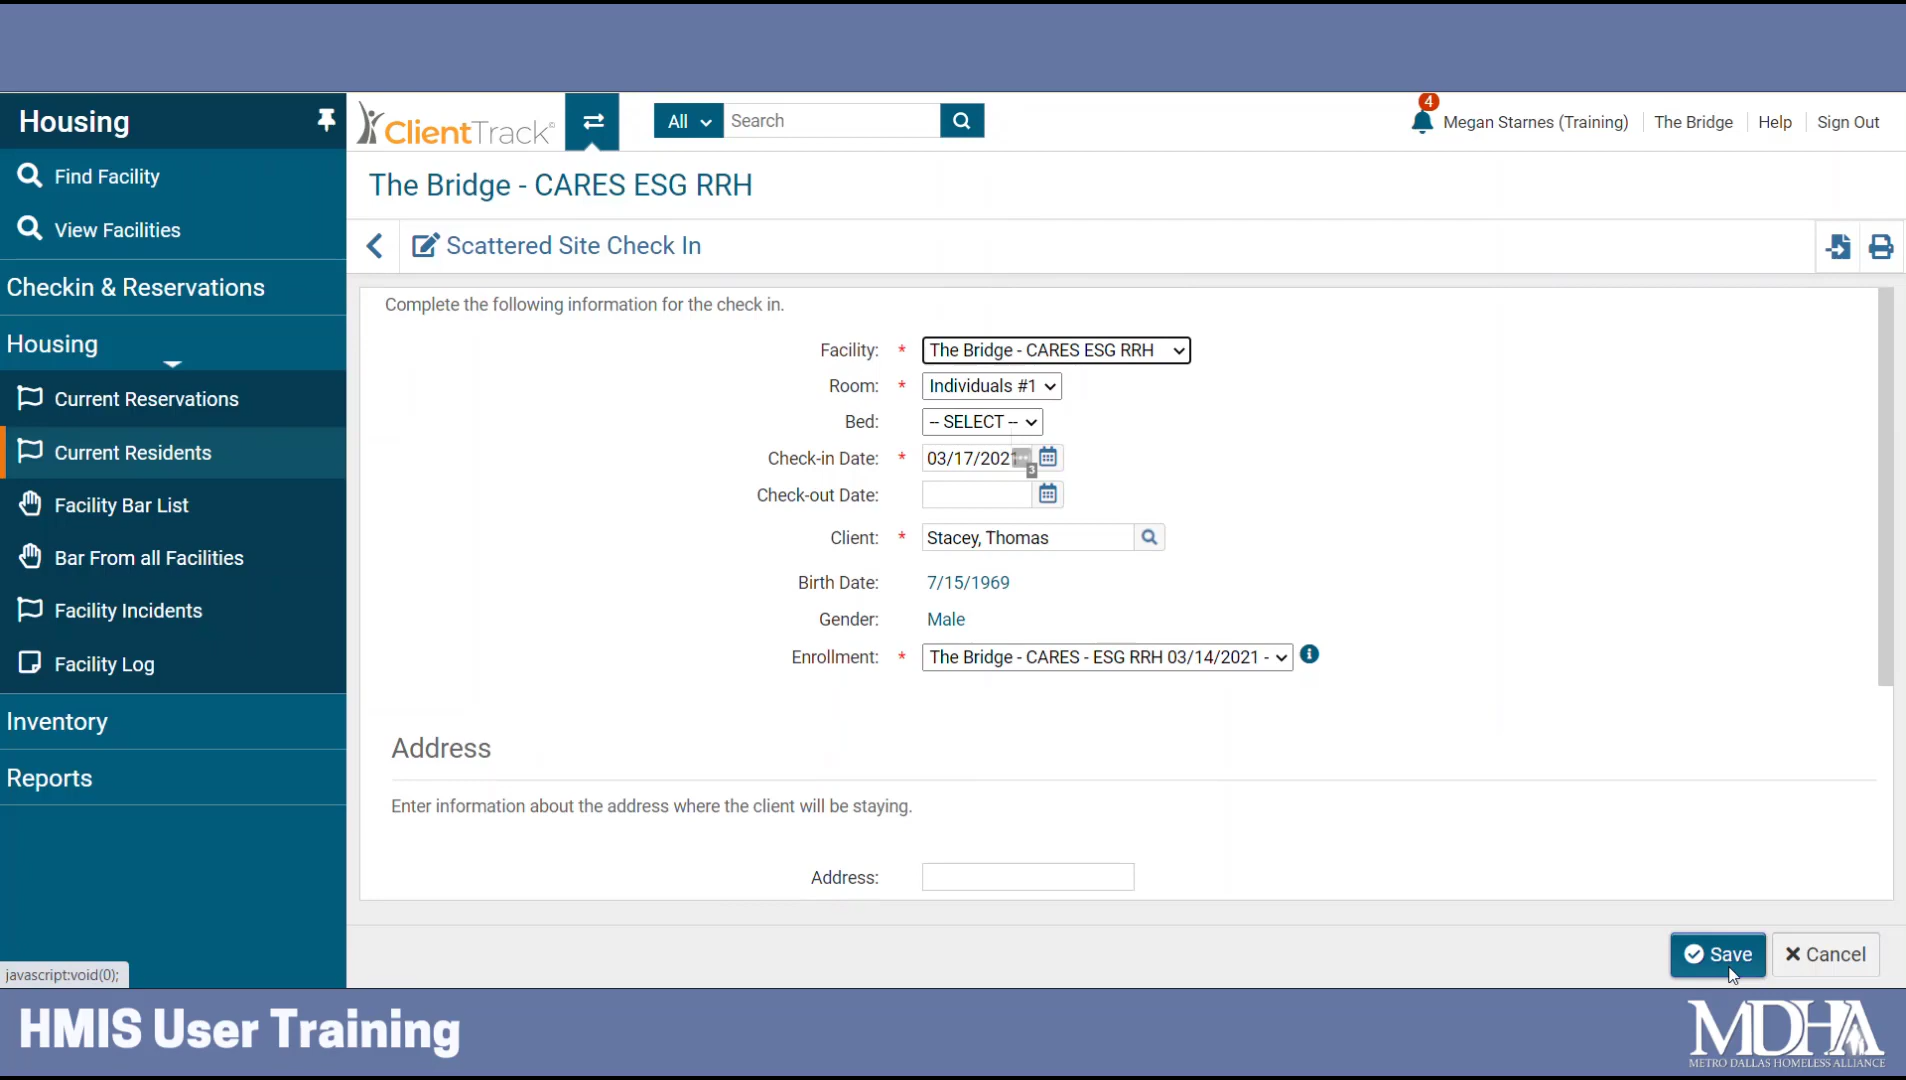 Housing
ClientTrack
All
Search
4
Megan Starnes (Training)
The Bridge
Help
Sign Out
Find Facility
View Facilities
Checkin & Reservations
Housing
Current Reservations
Current Residents
Facility Bar List
Bar From all Facilities
Facility Incidents
Facility Log
Inventory
Reports
javascript:void(0);
The Bridge - CARES ESG RRH
Scattered Site Check In
Complete the following information for the check in.
Facility: * The Bridge - CARES ESG RRH
Room: * Individuals #1
Bed: -- SELECT --
Check-in Date: * 03/17/2021
3
Check-out Date:
Client: * Stacey, Thomas
Birth Date: 7/15/1969
Gender: Male
Enrollment: * The Bridge - CARES - ESG RRH 03/14/2021 -
Address
Enter information about the address where the client will be staying.
Address:
Save
Cancel
HMIS User Training
MDHA
METRO DALLAS HOMELESS ALLIANCE